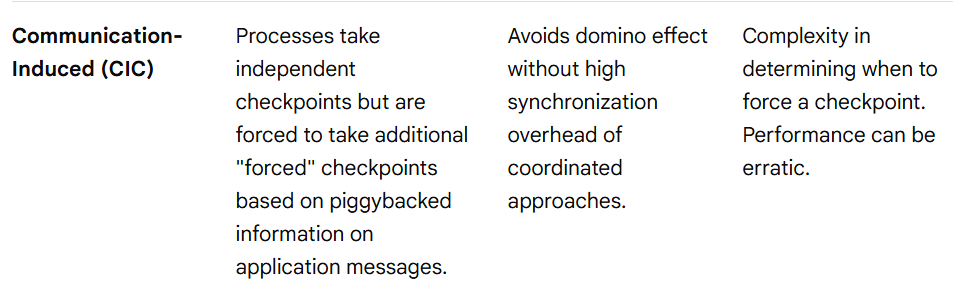 Communication-
Induced (CIC)
Processes take
independent
checkpoints but are
forced to take additional
"forced" checkpoints
based on piggybacked
information on
application messages.
Avoids domino effect
without high
synchronization
overhead of
coordinated
approaches.
Complexity in
determining when to
force a checkpoint.
Performance can be
erratic.